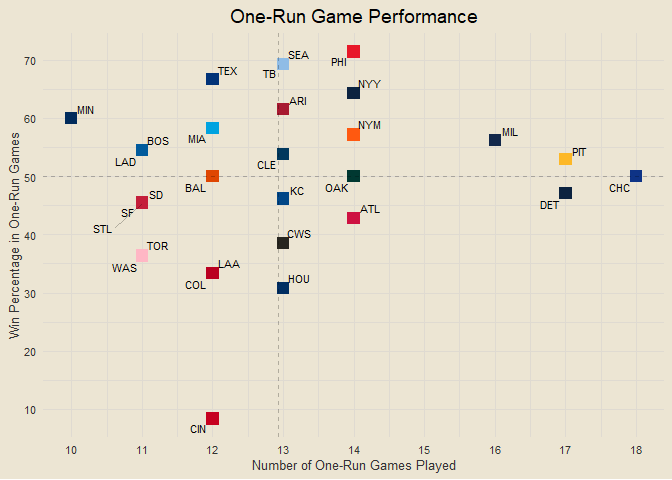 One-Run Game Performance
Win Percentage in One-Run Games
70
60
50
40
30
20
10
SEA
PHI
TB
TEX
NYY
ARI
MIN
NYM
MIL
MIA
BOS
LAD
PIT
CLE
BAL
OAK
CHC
KC
DET
SD
SF
STL
ATL
CWS
TOR
WAS
LAA
COL
HOU
CIN
10 11 12 13 14 15 16 17 18
Number of One-Run Games Played